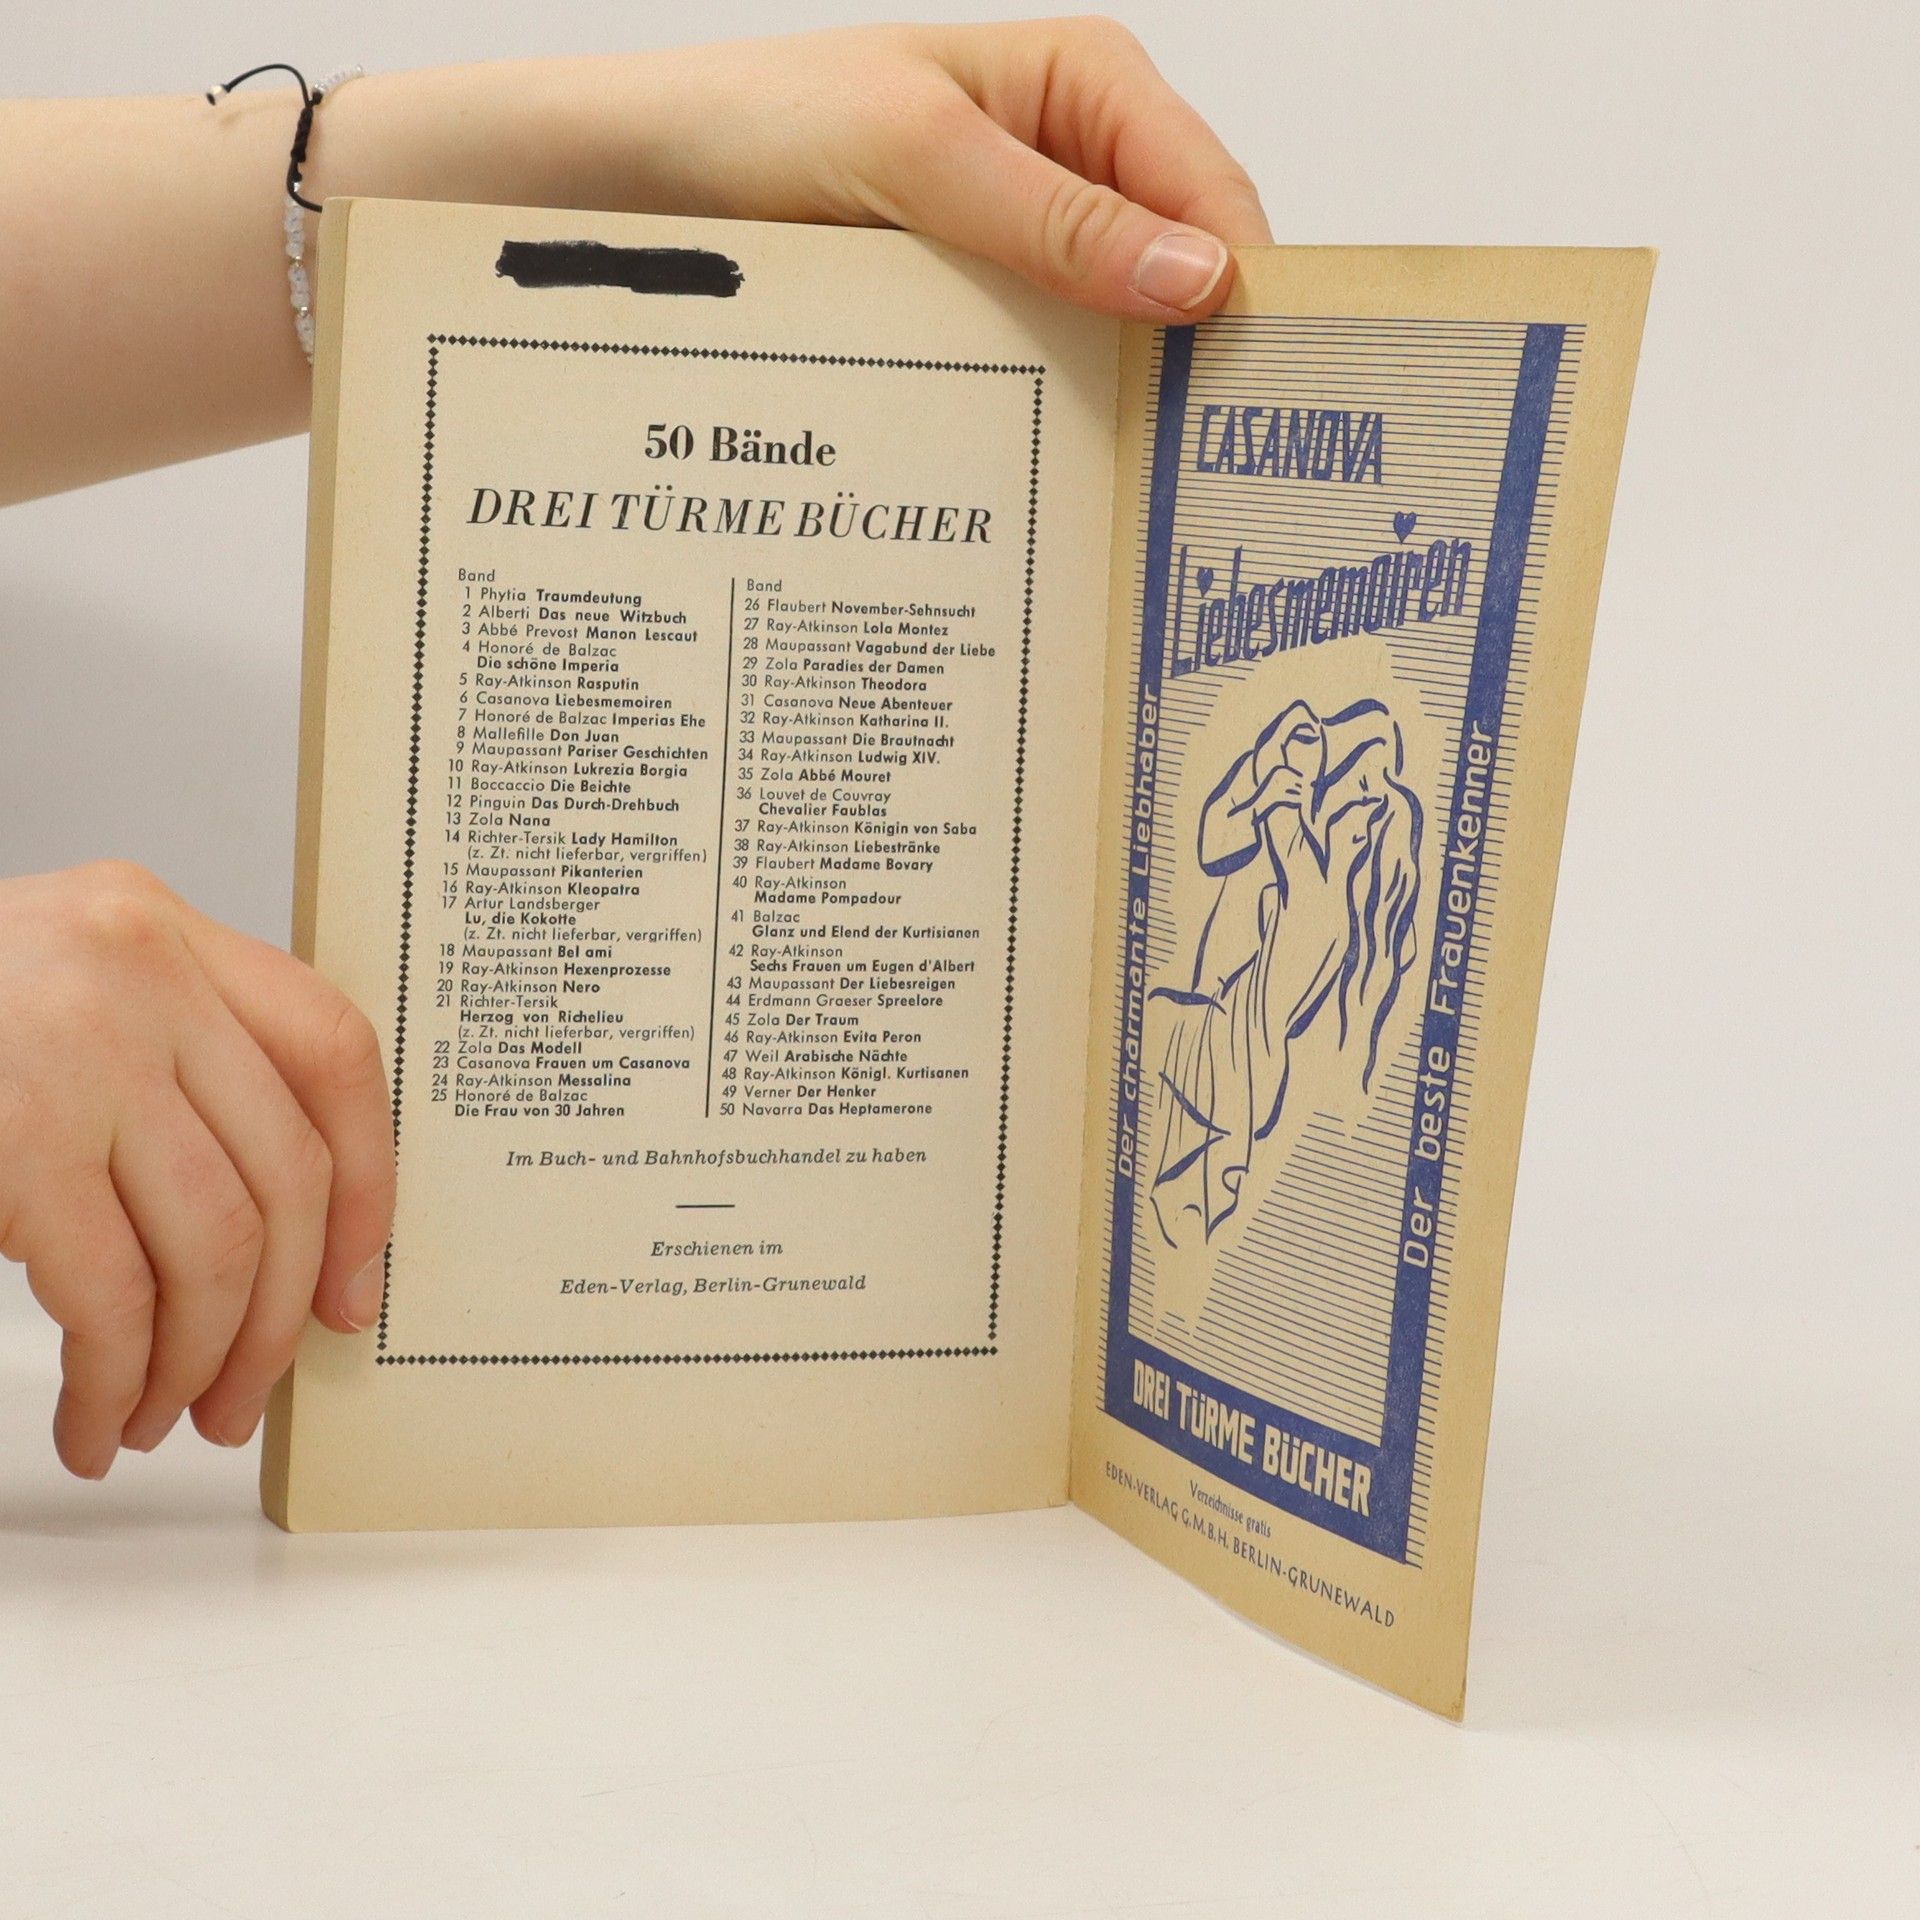 50 Bände
DREI TÜRME BÜCHER
Band
1 Phytia Traumdeutung
2 Alberti Das neue Witzbuch
3 Abbé Prevost Manon Lescaut
4 Honoré de Balzac
Die schöne Imperia
5 Ray-Atkinson Rasputin
6 Casanova Liebesmemoiren
7 Honoré de Balzac Imperias Ehe
8 Mallefille Don Juan
9 Maupassant Pariser Geschichten
10 Ray-Atkinson Lukrezia Borgia
11 Boccaccio Die Beichte
12 Pinguin Das Durch-Drehbuch
13 Zola Nana
14 Richter-Tersik Lady Hamilton
(z. Zt. nicht lieferbar, vergriffen)
15 Maupassant Pikanterien
16 Ray-Atkinson Kleopatra
17 Artur Landsberger
Lu, die Kokotte
(z. Zt. nicht lieferbar, vergriffen)
18 Maupassant Bel ami
19 Ray-Atkinson Hexenprozesse
20 Ray-Atkinson Nero
21 Richter-Tersik
Herzog von Richelieu
(z. Zt. nicht lieferbar, vergriffen)
22 Zola Das Modell
23 Casanova Frauen um Casanova
24 Ray-Atkinson Messalina
25 Honoré de Balzac
Die Frau von 30 Jahren
Band
26 Flaubert November-Sehnsucht
27 Ray-Atkinson Lola Montez
28 Maupassant Vagabund der Liebe
29 Zola Paradies der Damen
30 Ray-Atkinson Theodora
31 Casanova Neue Abenteuer
32 Ray-Atkinson Katharina II.
33 Maupassant Die Brautnacht
34 Ray-Atkinson Ludwig XIV.
35 Zola Abbé Mouret
36 Louvet de Couvray
Chevalier Faublas
37 Ray-Atkinson Königin von Saba
38 Ray-Atkinson Liebestränke
39 Flaubert Madame Bovary
40 Ray-Atkinson
Madame Pompadour
41 Balzac
Glanz und Elend der Kurtisianen
42 Ray-Atkinson
Sechs Frauen um Eugen d'Albert
43 Maupassant Der Liebesreigen
44 Erdmann Graeser Spreelore
45 Zola Der Traum
46 Ray-Atkinson Evita Peron
47 Weil Arabische Nächte
48 Ray-Atkinson Königl. Kurtisanen
49 Verner Der Henker
50 Navarra Das Heptamerone
Im Buch- und Bahnhofsbuchhandel zu haben
Erschienen im
Eden-Verlag, Berlin-Grunewald
CASANOVA
Liebesmemoiren
Der charmante Liebhaber
Der beste Frauenkenner
DREI TÜRME BÜCHER
Verzeichnisse gratis
EDEN-VERLAG G.M.B.H. BERLIN-GRUNEWALD